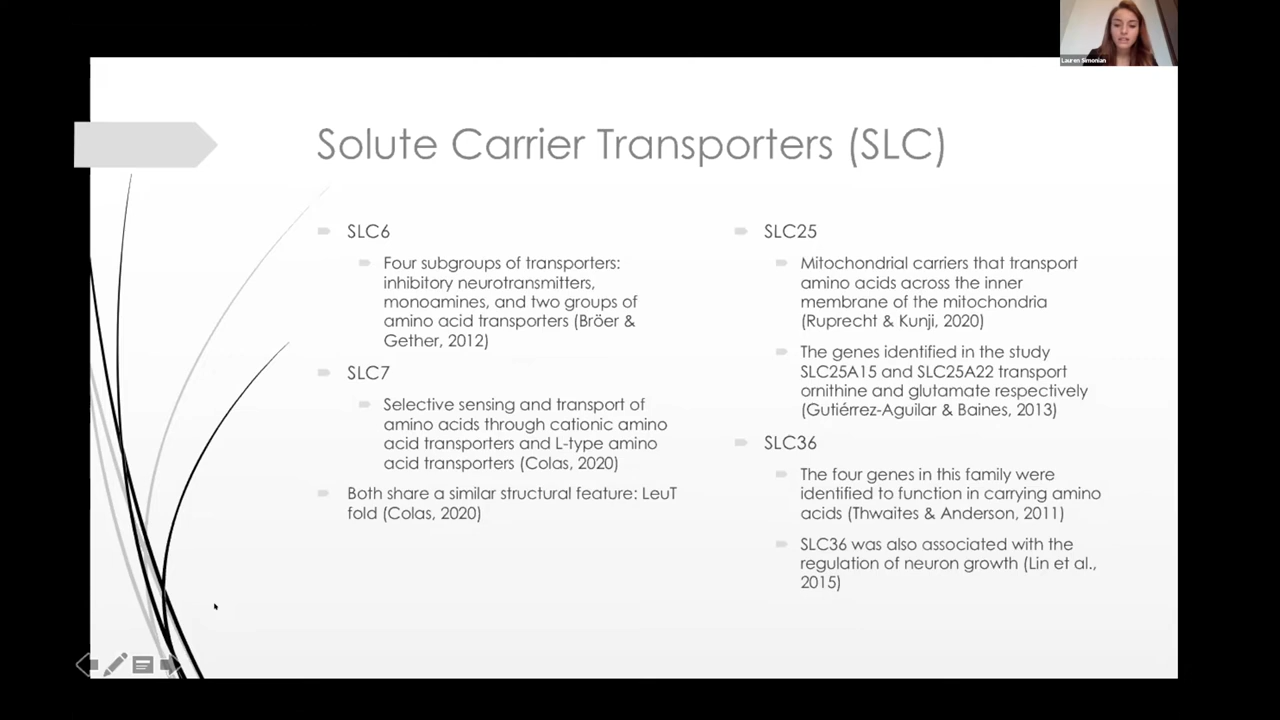 Lauren Simonian
Solute Carrier Transporters (SLC)
SLC6
Four subgroups of transporters:
inhibitory neurotransmitters,
monoamines, and two groups of
amino acid transporters (Bröer &
Gether, 2012)
SLC7
Selective sensing and transport of
amino acids through cationic amino
acid transporters and L-type amino
acid transporters (Colas, 2020)
Both share a similar structural feature: LeuT
fold (Colas, 2020)
SLC25
Mitochondrial carriers that transport
amino acids across the inner
membrane of the mitochondria
(Ruprecht & Kunji, 2020)
The genes identified in the study
SLC25A15 and SLC25A22 transport
ornithine and glutamate respectively
(Gutiérrez-Aguilar & Baines, 2013)
SLC36
The four genes in this family were
identified to function in carrying amino
acids (Thwaites & Anderson, 2011)
SLC36 was also associated with the
regulation of neuron growth (Lin et al.,
2015)